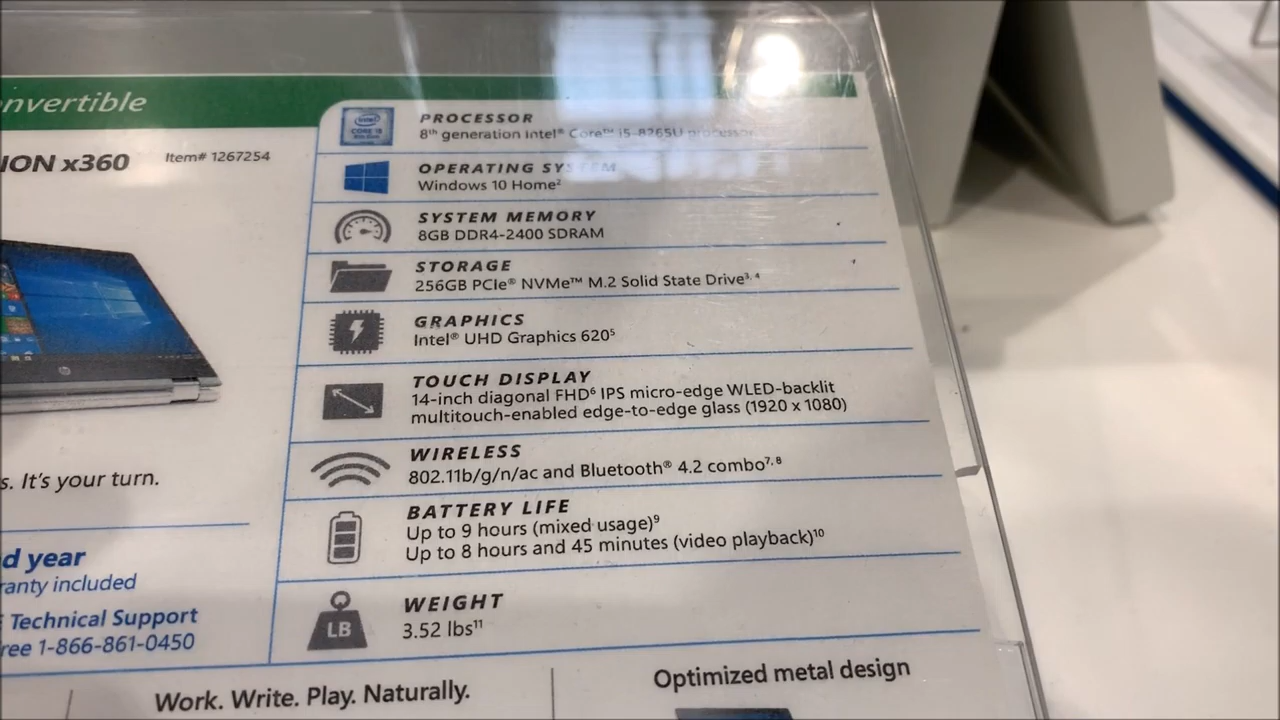 nvertible
ION x360 Item# 1267254
s. It's your turn.
d year
ranty included
Technical Support
ree 1-866-861-0450
PROCESSOR
8th generation Intel® Core™ i5-8265U processor
OPERATING SYSTEM
Windows 10 Home²
SYSTEM MEMORY
8GB DDR4-2400 SDRAM
STORAGE
256GB PCIe® NVMe™ M.2 Solid State Drive³, ⁴
GRAPHICS
Intel® UHD Graphics 620⁵
TOUCH DISPLAY
14-inch diagonal FHD⁶ IPS micro-edge WLED-backlit
multitouch-enabled edge-to-edge glass (1920 x 1080)
WIRELESS
802.11b/g/n/ac and Bluetooth® 4.2 combo⁷, ⁸
BATTERY LIFE
Up to 9 hours (mixed usage)⁹
Up to 8 hours and 45 minutes (video playback)¹⁰
LB
WEIGHT
3.52 lbs¹¹
Work. Write. Play. Naturally.
Optimized metal design